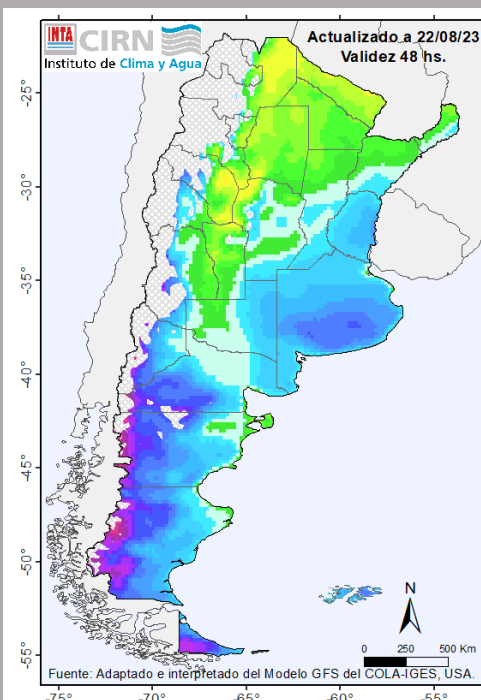 INTA CIRN
Instituto de Clima y Agua
Actualizado a 22/08/23
Validez 48 hs.
-25°
-30°
-35°
-40°
-45°
-50°
-55°
N
0 250 500 Km
Fuente: Adaptado e interpretado del Modelo GFS del COLA-IGES, USA.
-75° -70° -65° -60° -55°